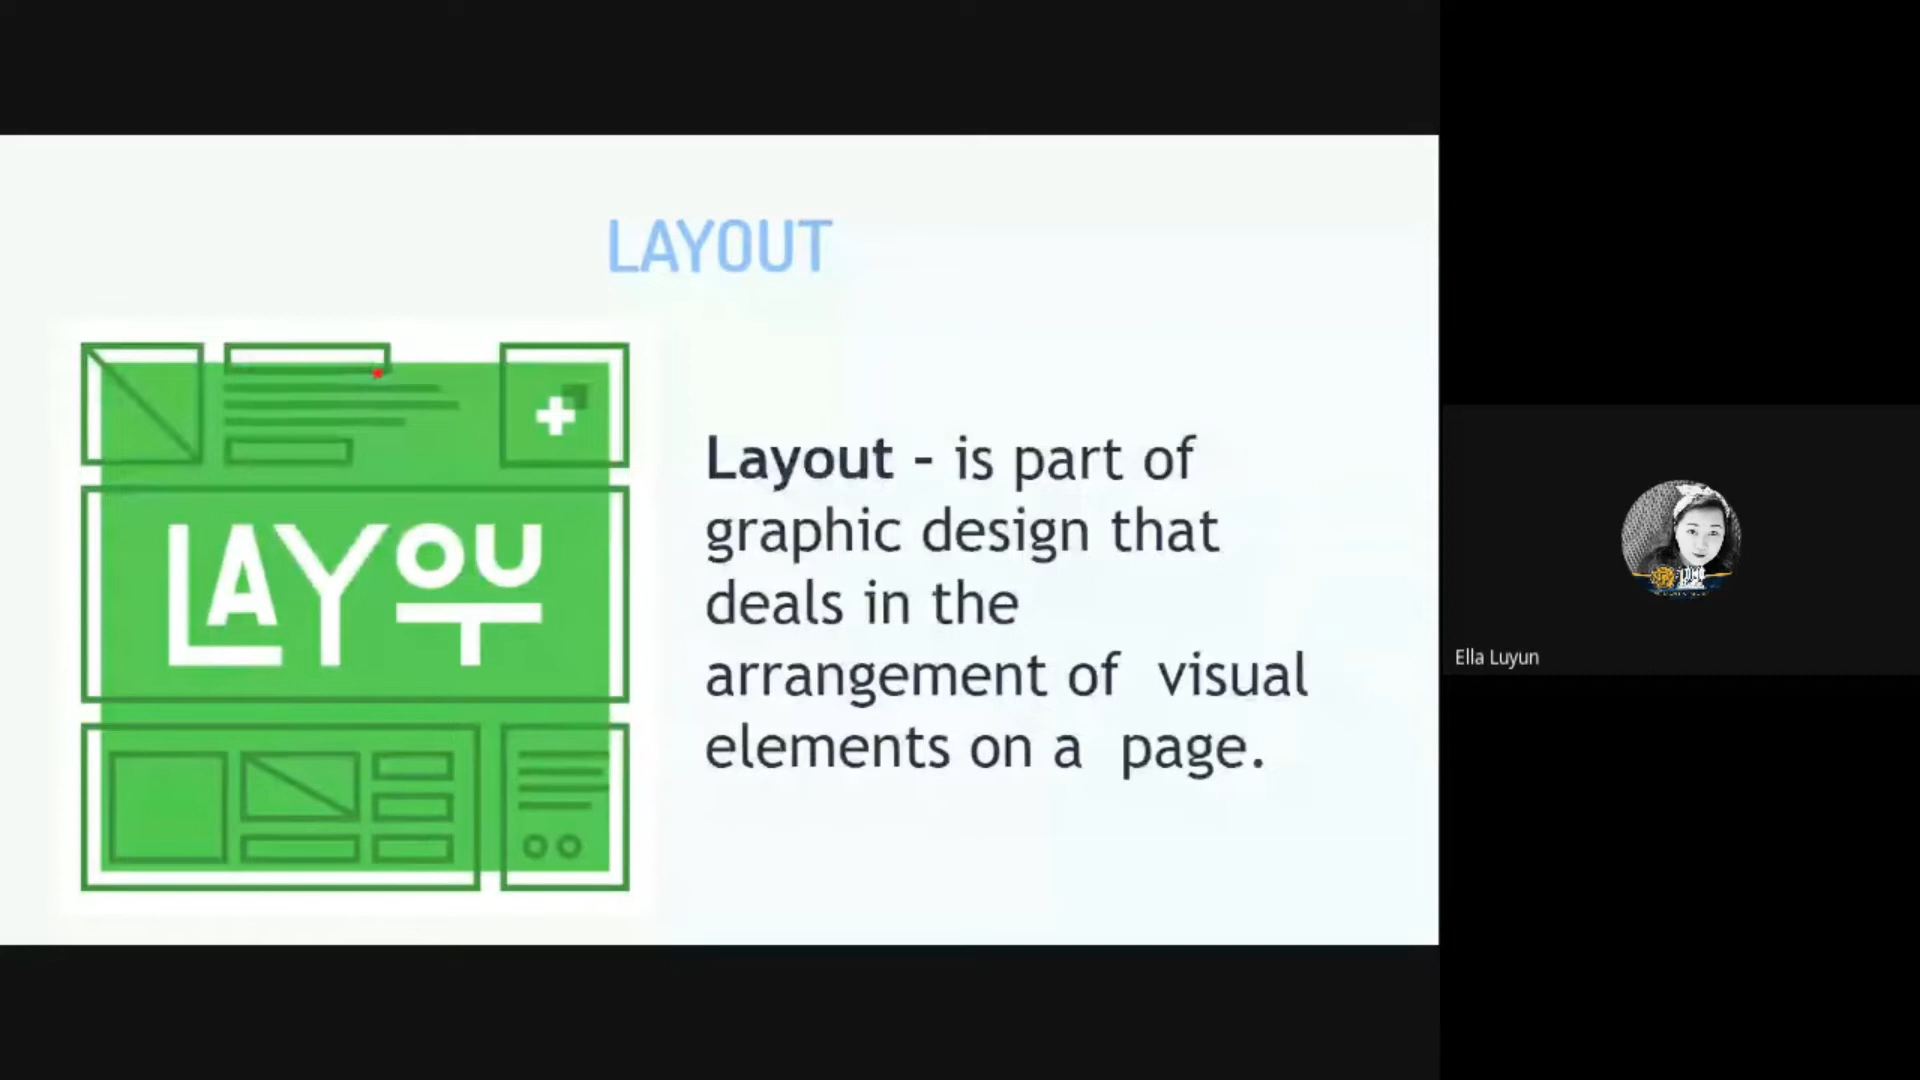 LAYOUT
LAYOUT
Layout - is part of
graphic design that
deals in the
arrangement of  visual
elements on a  page.
Ella Luyun